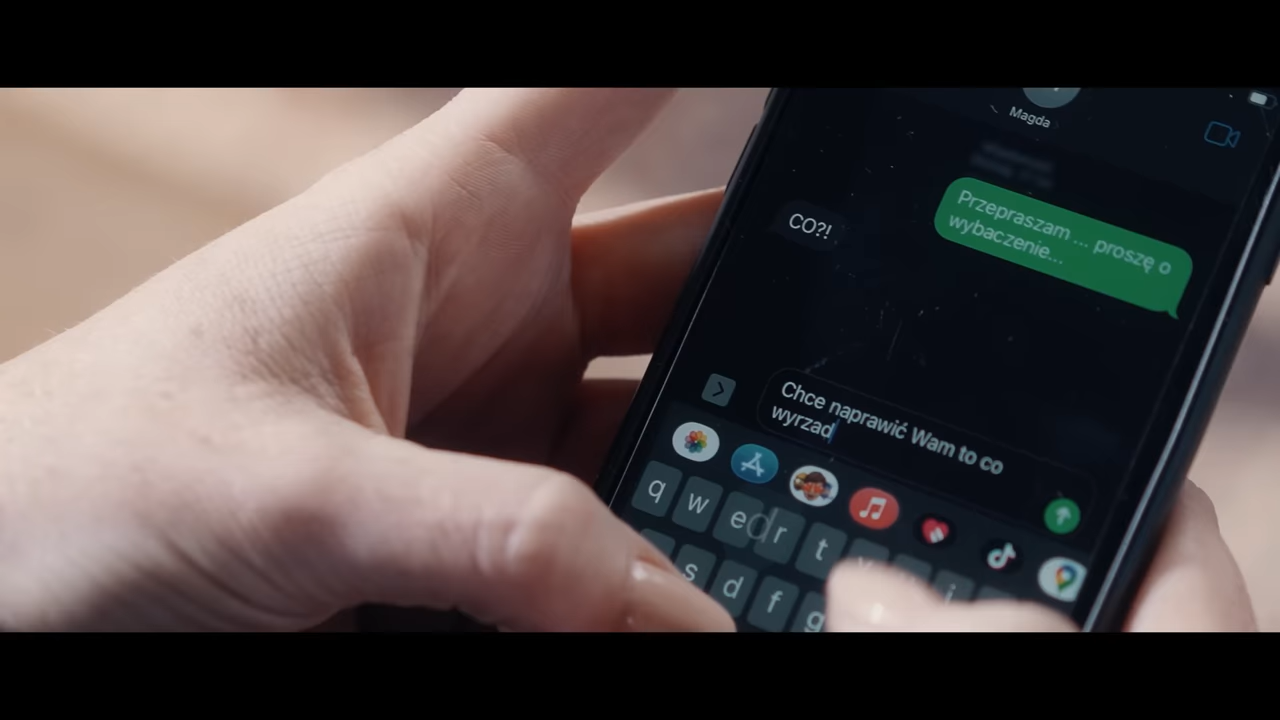 Magda
Przepraszam ... proszę o
wybaczenie...
CO?!
Chce naprawić Wam to co
wyrzad
q w e d r t
s d f g